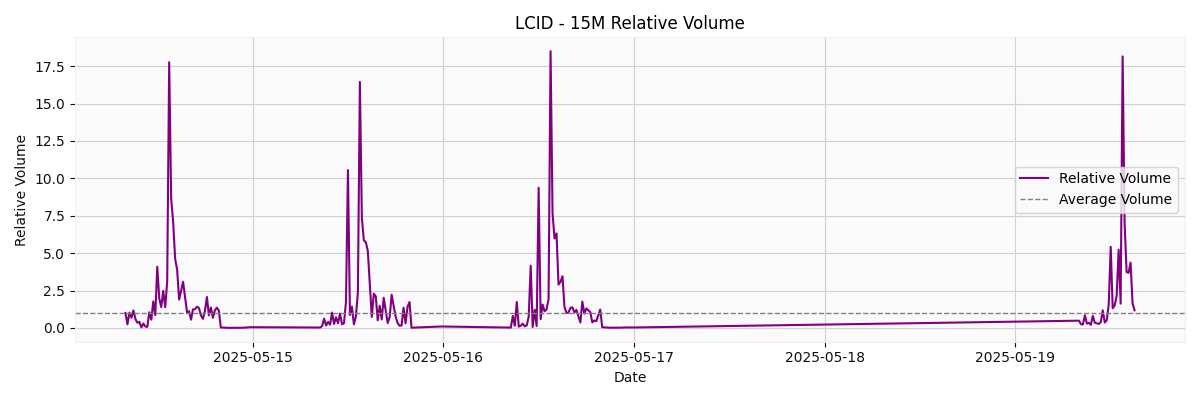 LCID - 15M Relative Volume
Relative Volume
17.5
15.0
12.5
10.0
7.5
5.0
2.5
0.0
Relative Volume
Average Volume
2025-05-15
2025-05-16
2025-05-17
2025-05-18
2025-05-19
Date